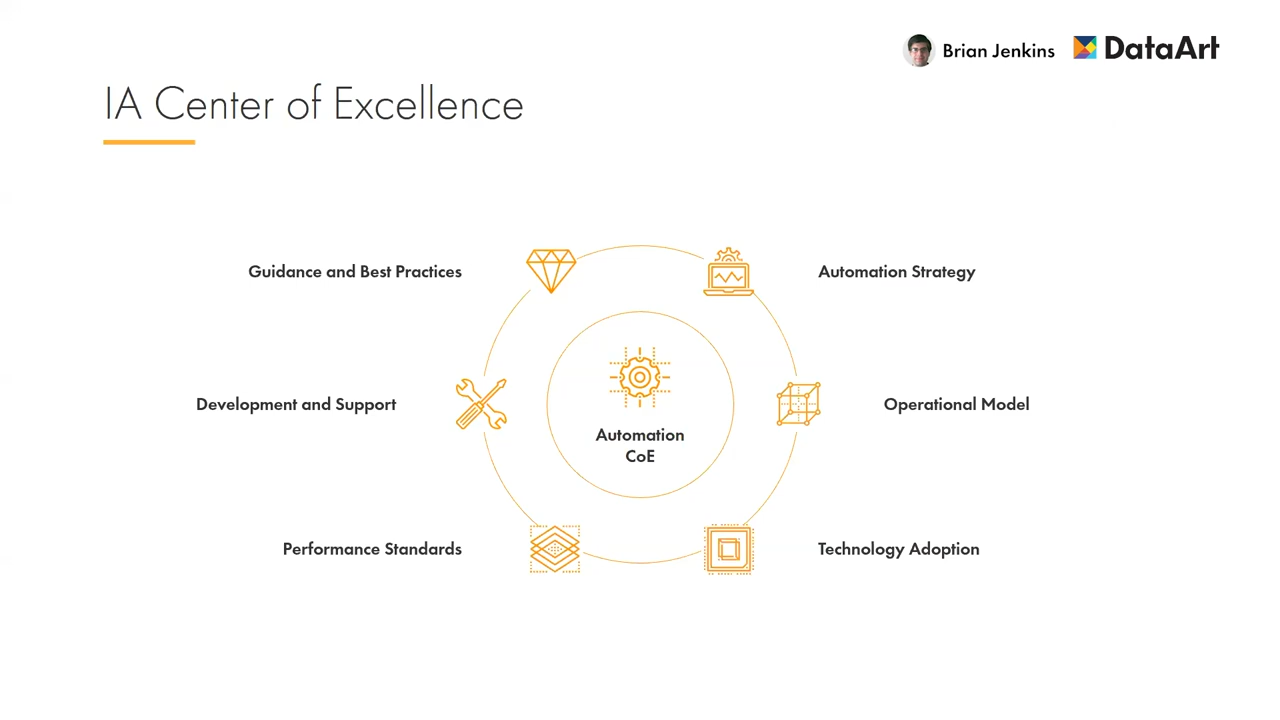 Brian Jenkins
DataArt
IA Center of Excellence
Guidance and Best Practices
Automation Strategy
Development and Support
Operational Model
Automation
CoE
Performance Standards
Technology Adoption